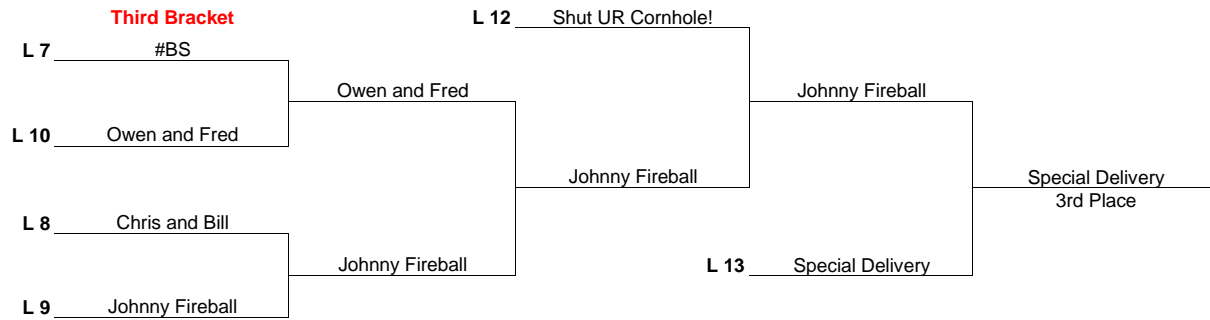 Third Bracket
L 12 Shut UR Cornhole!
L 7 #BS
Owen and Fred
Johnny Fireball
L 10 Owen and Fred
Johnny Fireball
Special Delivery
3rd Place
L 8 Chris and Bill
Johnny Fireball
L 13 Special Delivery
L 9 Johnny Fireball